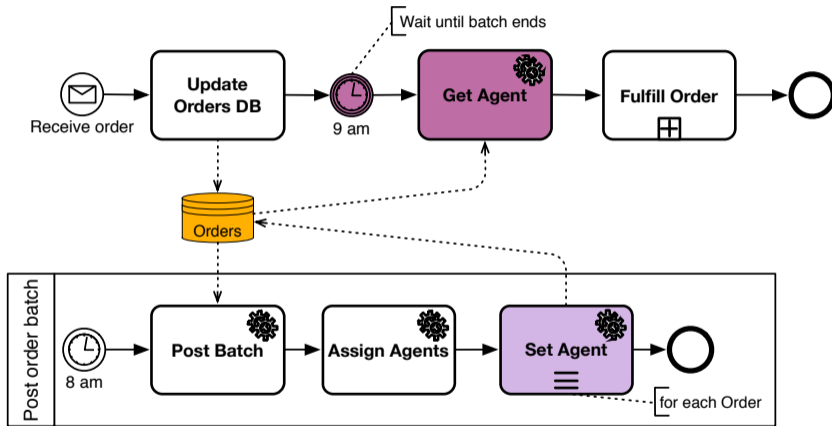 Wait until batch ends
Update
Orders DB
Get Agent
Fulfill Order
Receive order
9 am
Orders
Post order batch
Post Batch
Assign Agents
Set Agent
8 am
for each Order